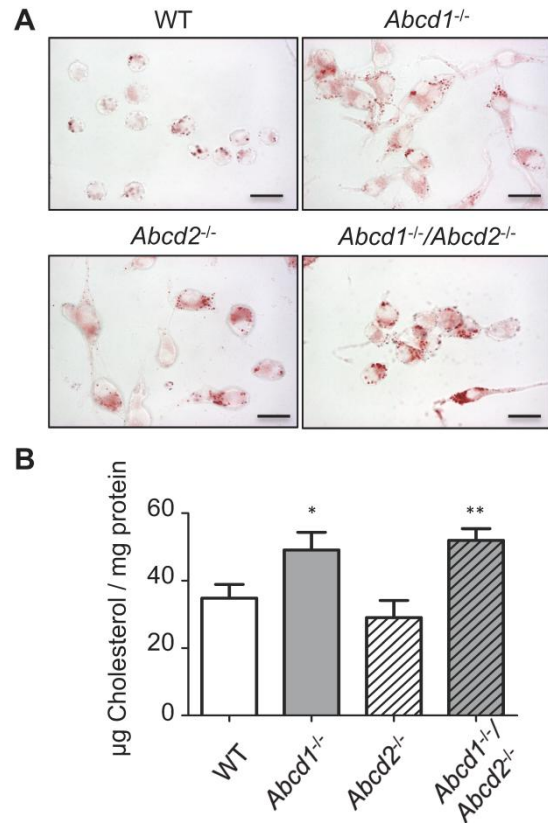 A
WT
Abcd1-/-
Abcd2-/-
Abcd1-/-/Abcd2-/-
B
µg Cholesterol / mg protein
60
40
20
0
*
**
WT
Abcd1-/-
Abcd2-/-
Abcd1-/-/
Abcd2-/-